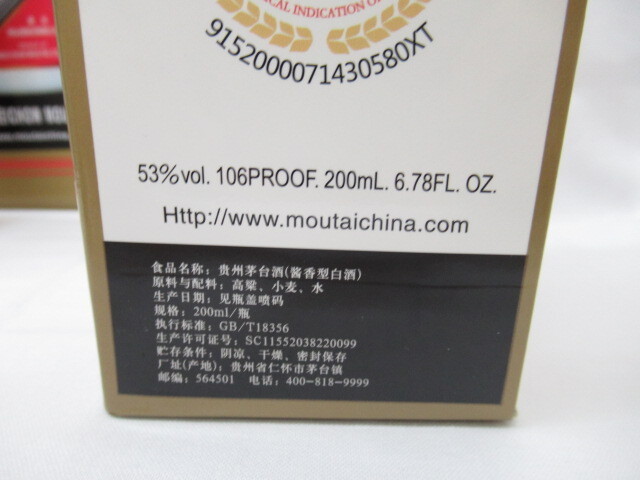 CAL INDICATION O
9152000071430580XT
53%vol. 106PROOF. 200mL. 6.78FL. OZ.
Http://www.moutaichina.com
食品名称：贵州茅台酒(酱香型白酒)
原料与配料：高粱、小麦、水
生产日期：见瓶盖喷码
规格：200ml/瓶
执行标准：GB/T18356
生产许可证号：SC11552038220099
贮存条件：阴凉、干燥、密封保存
厂址(产地)：贵州省仁怀市茅台镇
邮编：564501 电话：400-818-9999